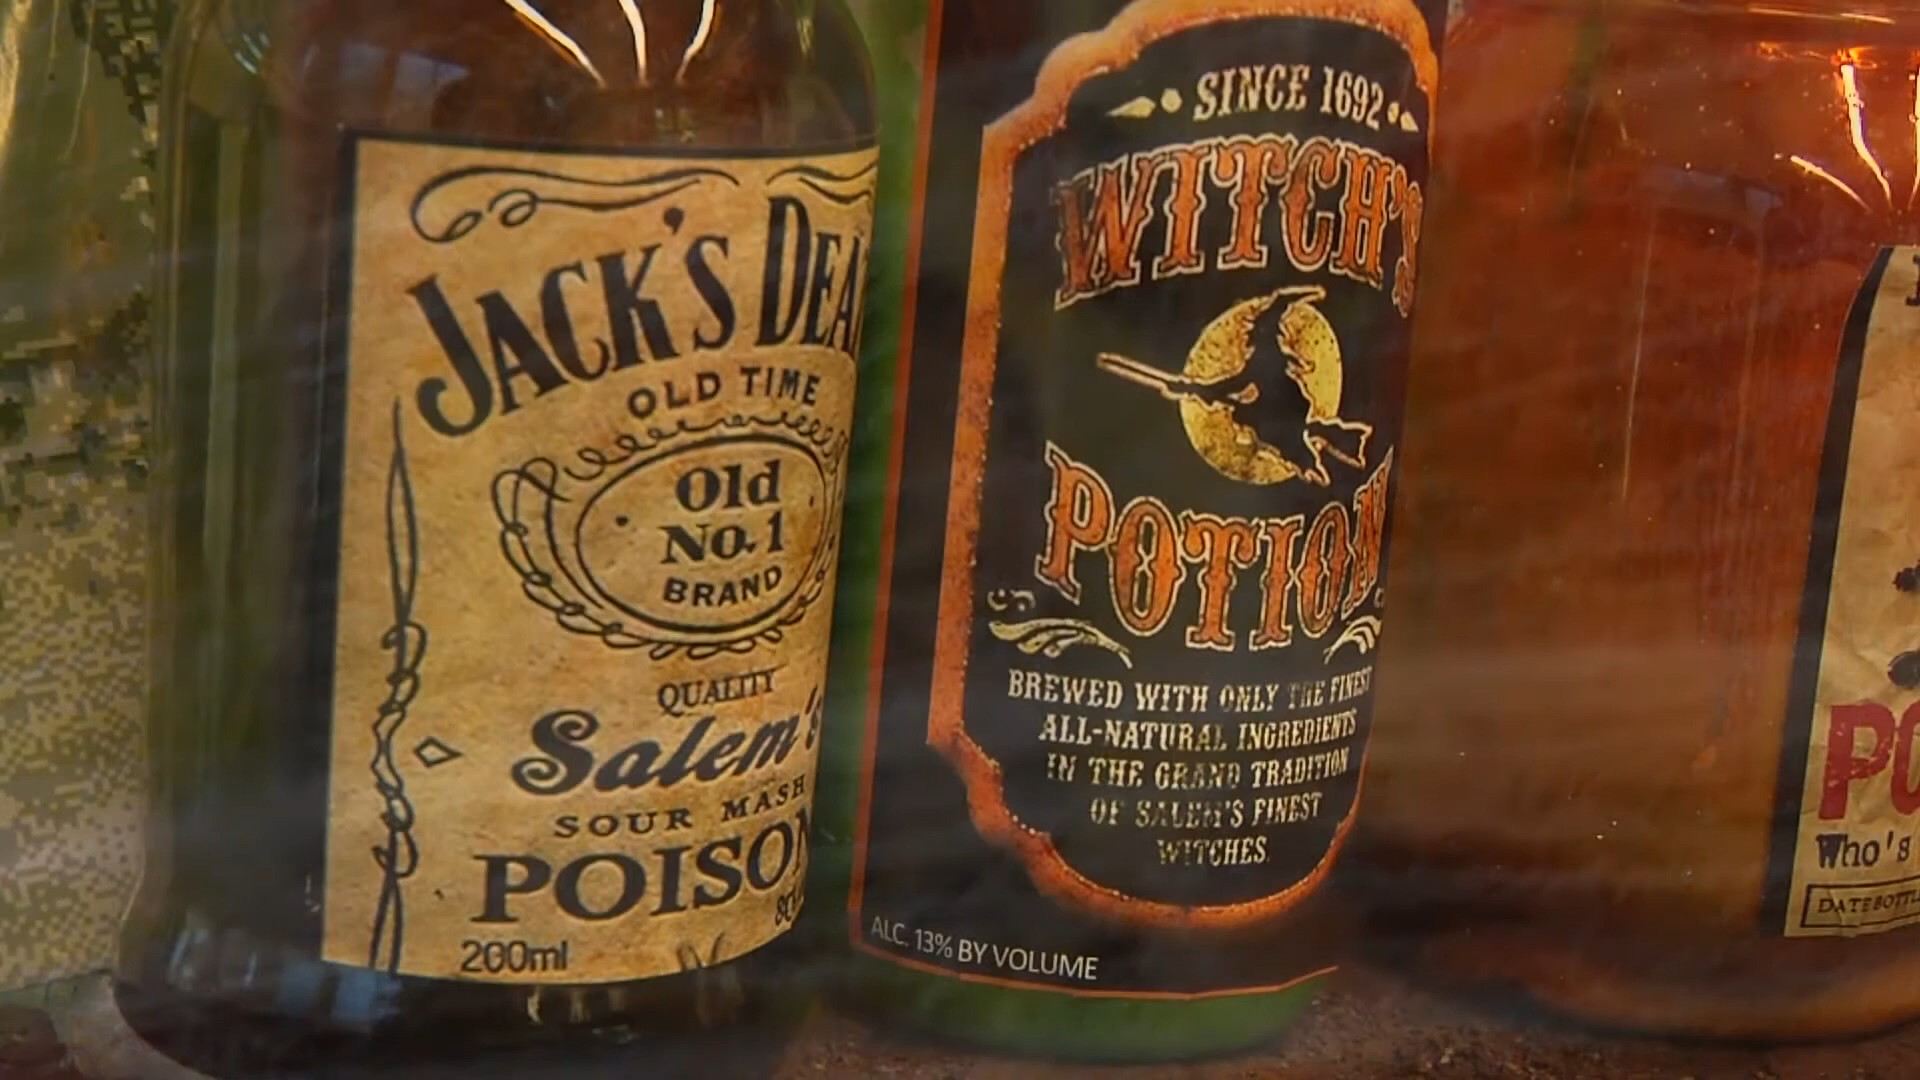 JACK'S DEA
OLD TIME
Old
No. 1
BRAND
QUALITY
Salem's
SOUR MASH
POISON
200ml
SINCE 1692
WITCH'S
POTION
BREWED WITH ONLY THE FINEST
ALL-NATURAL INGREDIENTS
IN THE GRAND TRADITION
OF SALEM'S FINEST
WITCHES.
ALC. 13% BY VOLUME
PO
Who's
DATE BOTTL